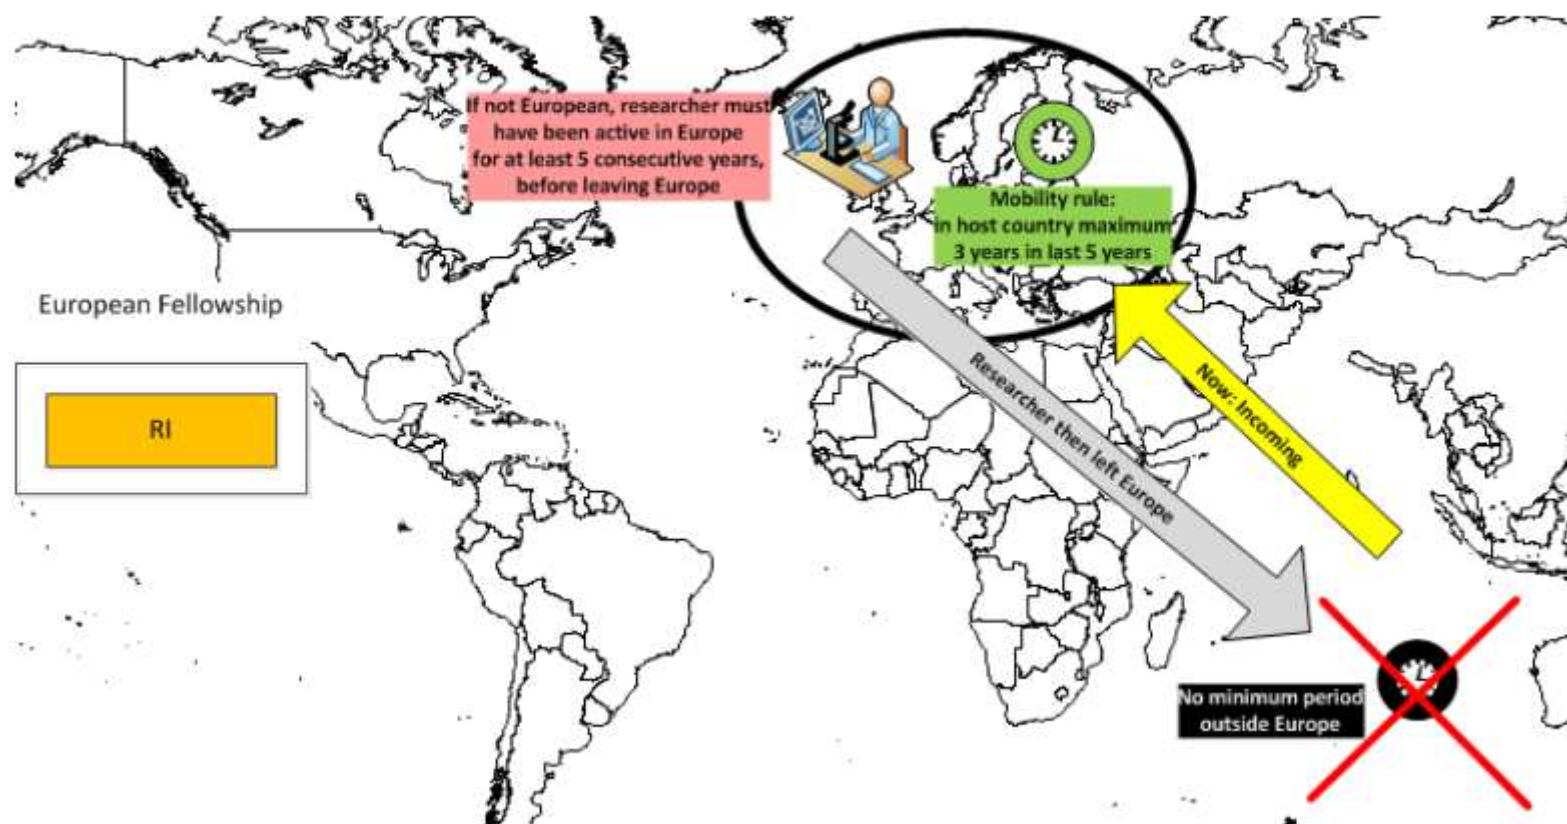 If not European, researcher must
have been active in Europe
for at least 5 consecutive years,
before leaving Europe
Mobility rule:
in host country maximum
3 years in last 5 years
European Fellowship
RI
Researcher then left Europe
Now: Incoming
No minimum period
outside Europe